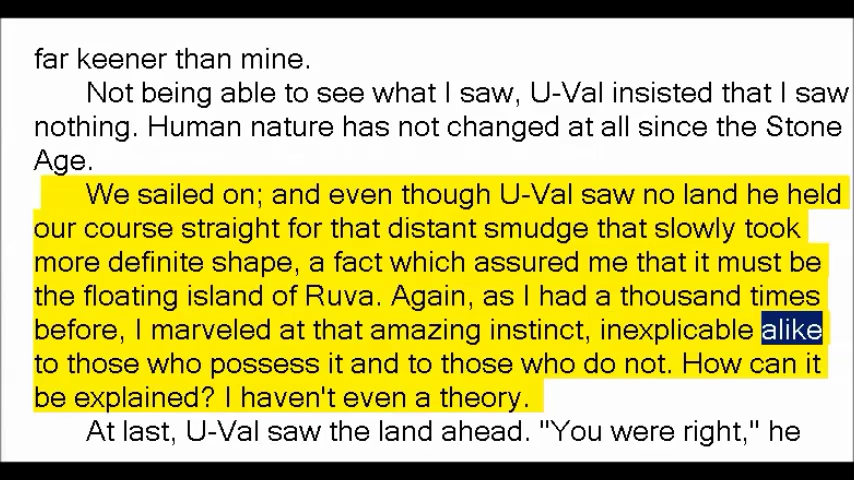 far keener than mine.
Not being able to see what I saw, U-Val insisted that I saw
nothing. Human nature has not changed at all since the Stone
Age.
We sailed on; and even though U-Val saw no land he held
our course straight for that distant smudge that slowly took
more definite shape, a fact which assured me that it must be
the floating island of Ruva. Again, as I had a thousand times
before, I marveled at that amazing instinct, inexplicable alike
to those who possess it and to those who do not. How can it
be explained? I haven't even a theory.
At last, U-Val saw the land ahead. "You were right," he